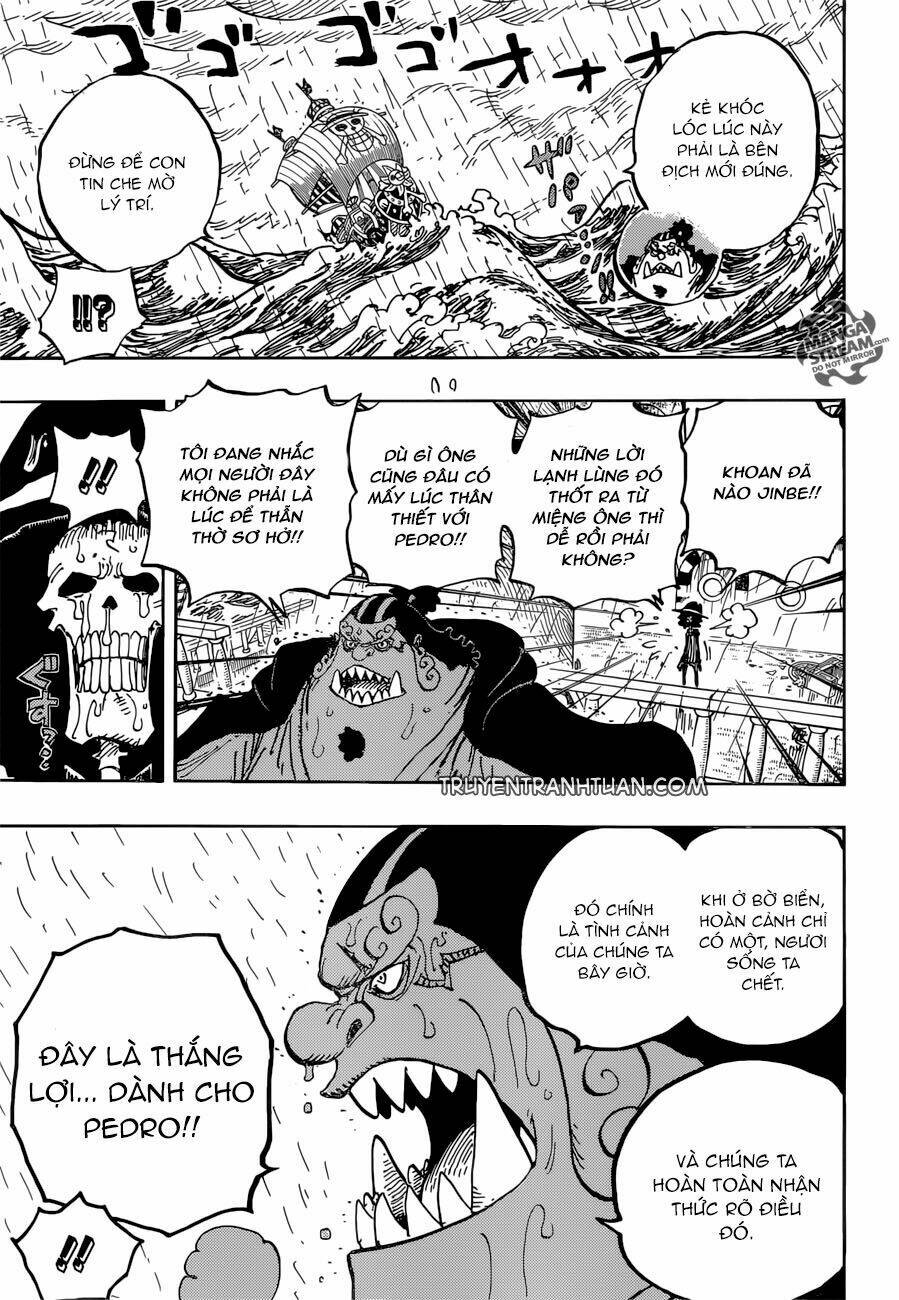 ゴゴゴ
オオオ
KẺ KHÓC
LÓC LÚC NÀY
PHẢI LÀ BÊN
ĐỊCH MỚI ĐÚNG.
ĐỪNG ĐỂ CON
TIN CHE MỜ
LÝ TRÍ.
!!?
MANGA
STREAM.com
DO NOT MIRROR
KHOAN ĐÃ
NÀO JINBE!!
NHỮNG LỜI
LẠNH LÙNG ĐÓ
THỐT RA TỪ
MIỆNG ÔNG THÌ
DỄ RỒI PHẢI
KHÔNG?
DÙ GÌ ÔNG
CŨNG ĐÂU CÓ
MẤY LÚC THÂN
THIẾT VỚI
PEDRO!!
TÔI ĐANG NHẮC
MỌI NGƯỜI ĐÂY
KHÔNG PHẢI LÀ
LÚC ĐỂ THẪN
THỜ SƠ HỞ!!
!!
TRUYENTRANHTUAN.COM
KHI Ở BỜ BIỂN,
HOÀN CẢNH CHỈ
CÓ MỘT, NGƯƠI
SỐNG TA
CHẾT.
ĐÓ CHÍNH
LÀ TÌNH CẢNH
CỦA CHÚNG TA
BÂY GIỜ.
VÀ CHÚNG TA
HOÀN TOÀN NHẬN
THỨC RÕ ĐIỀU
ĐÓ.
ĐÂY LÀ THẮNG
LỢI... DÀNH CHO
PEDRO!!
!!